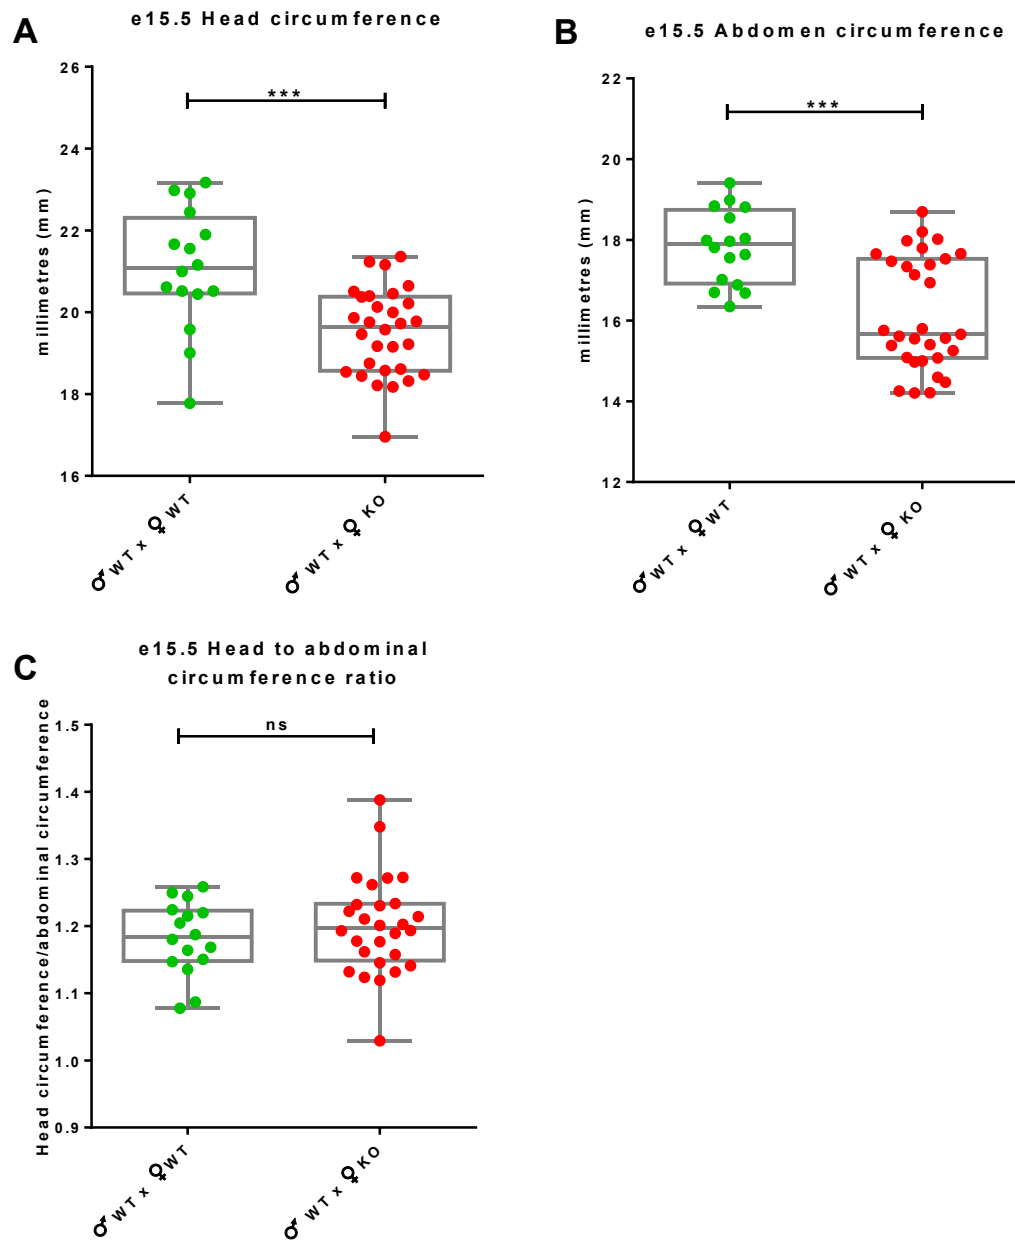 A
e15.5 Head circumference
millimetres (mm)
26
24
22
20
18
16
***
♂ WT x ♀ WT
♂ WT x ♀ KO
B
e15.5 Abdomen circumference
millimetres (mm)
22
20
18
16
14
12
***
♂ WT x ♀ WT
♂ WT x ♀ KO
C
e15.5 Head to abdominal
circumference ratio
Head circumference/abdominal circumference
1.5
1.4
1.3
1.2
1.1
1.0
0.9
ns
♂ WT x ♀ WT
♂ WT x ♀ KO